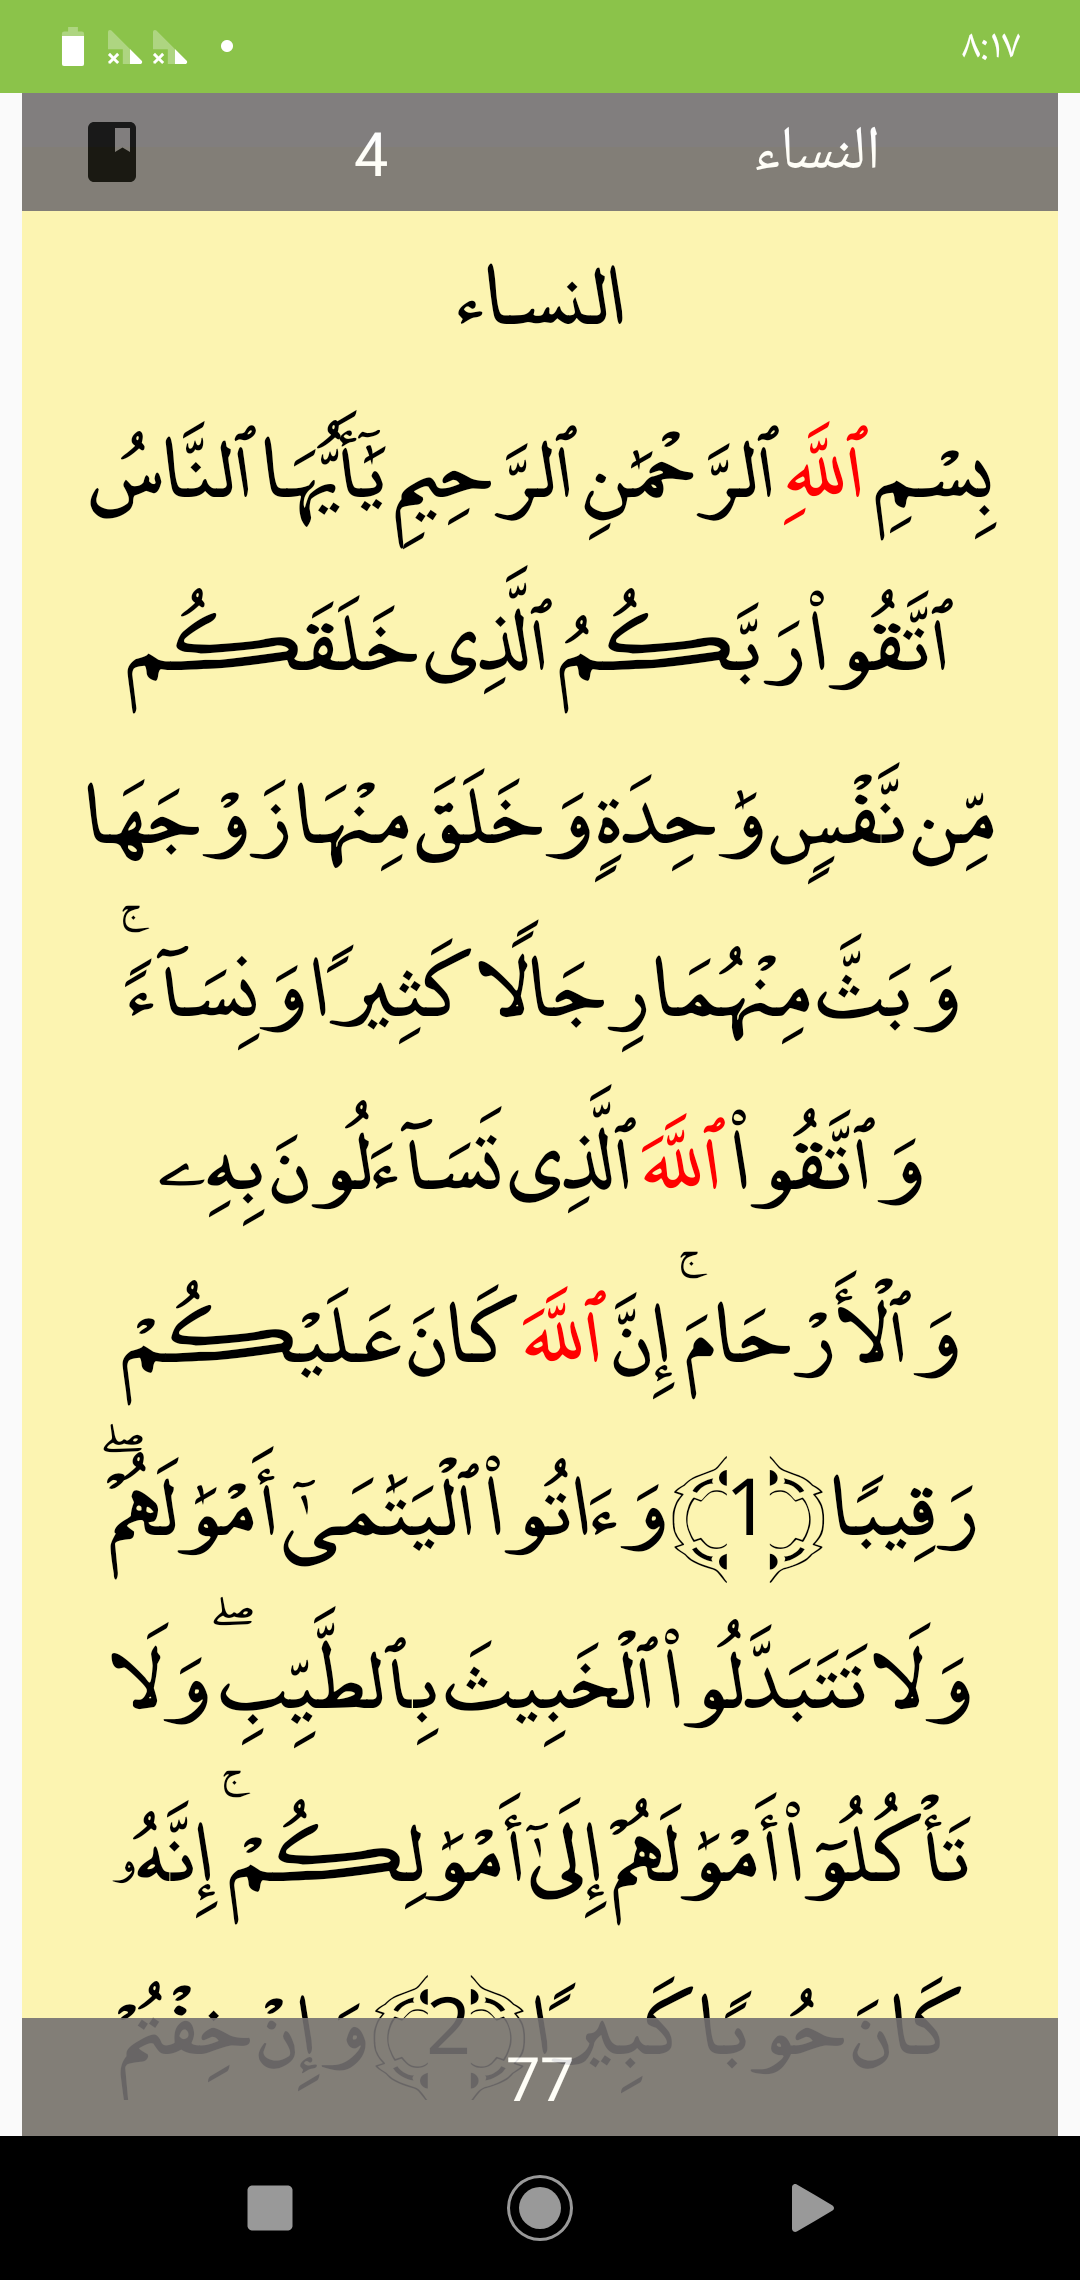 ٨:١٧
النساء 4
النساء
بِسْمِ ٱللَّهِ ٱلرَّحْمَٰنِ ٱلرَّحِيمِ يَٰٓأَيُّهَا ٱلنَّاسُ
ٱتَّقُوا۟ رَبَّكُمُ ٱلَّذِى خَلَقَكُم
مِّن نَّفْسٍ وَٰحِدَةٍ وَخَلَقَ مِنْهَا زَوْجَهَا
وَبَثَّ مِنْهُمَا رِجَالًا كَثِيرًا وَنِسَآءً ۚ
وَٱتَّقُوا۟ ٱللَّهَ ٱلَّذِى تَسَآءَلُونَ بِهِۦ
وَٱلْأَرْحَامَ ۚ إِنَّ ٱللَّهَ كَانَ عَلَيْكُمْ
رَقِيبًا ﴿1﴾ وَءَاتُوا۟ ٱلْيَتَٰمَىٰٓ أَمْوَٰلَهُمْ ۖ
وَلَا تَتَبَدَّلُوا۟ ٱلْخَبِيثَ بِٱلطَّيِّبِ ۖ وَلَا
تَأْكُلُوٓا۟ أَمْوَٰلَهُمْ إِلَىٰٓ أَمْوَٰلِكُمْ ۚ إِنَّهُۥ
كَانَ حُوبًا كَبِيرًا ﴿2﴾ وَإِنْ خِفْتُمْ
77